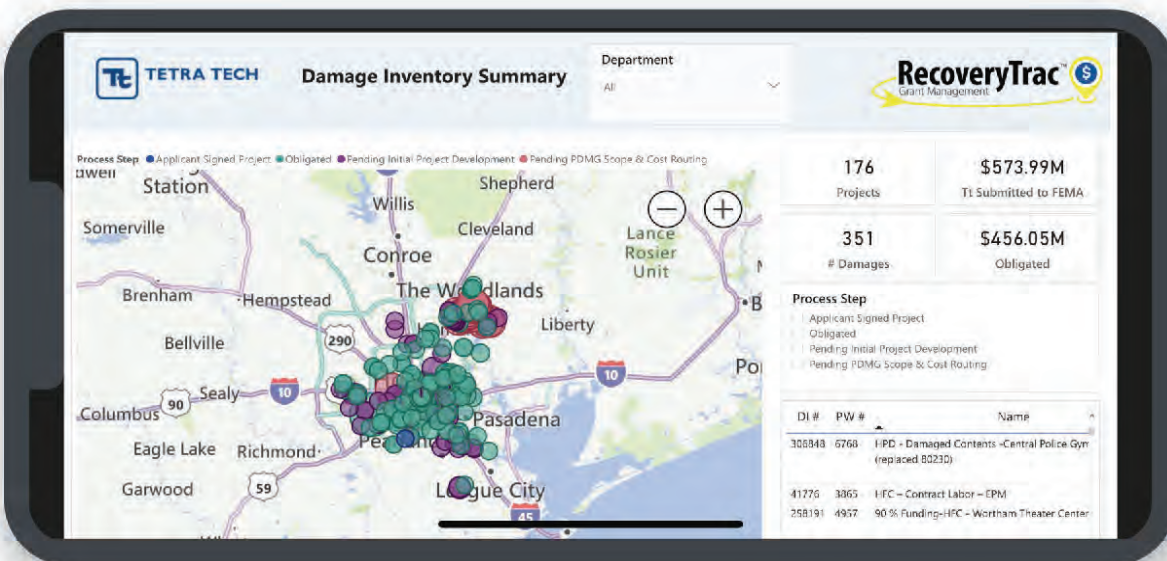 Tt TETRA TECH
Damage Inventory Summary
Department
All
RecoveryTrac™ $
Grant Management
Process Step Applicant Signed Project Obligated Pending Initial Project Development Pending PDMG Scope & Cost Routing
Station
Shepherd
Willis
Somerville
Cleveland
Lance
Rosier
Unit
Conroe
The Woodlands
Brenham
Hempstead
Liberty
290
Bellville
10
10
Sealy
90
Columbus
Pasadena
Eagle Lake
Richmond
Garwood
59
League City
45
176
Projects
$573.99M
Tt Submitted to FEMA
351
# Damages
$456.05M
Obligated
Process Step
Applicant Signed Project
Obligated
Pending Initial Project Development
Pending PDMG Scope & Cost Routing
DI # PW # Name
308848 6768 HPD - Damaged Contents -Central Police Gym
(replaced 80230)
41776 3865 HFC – Contract Labor – EPM
258191 4957 90 % Funding-HFC - Wortham Theater Center